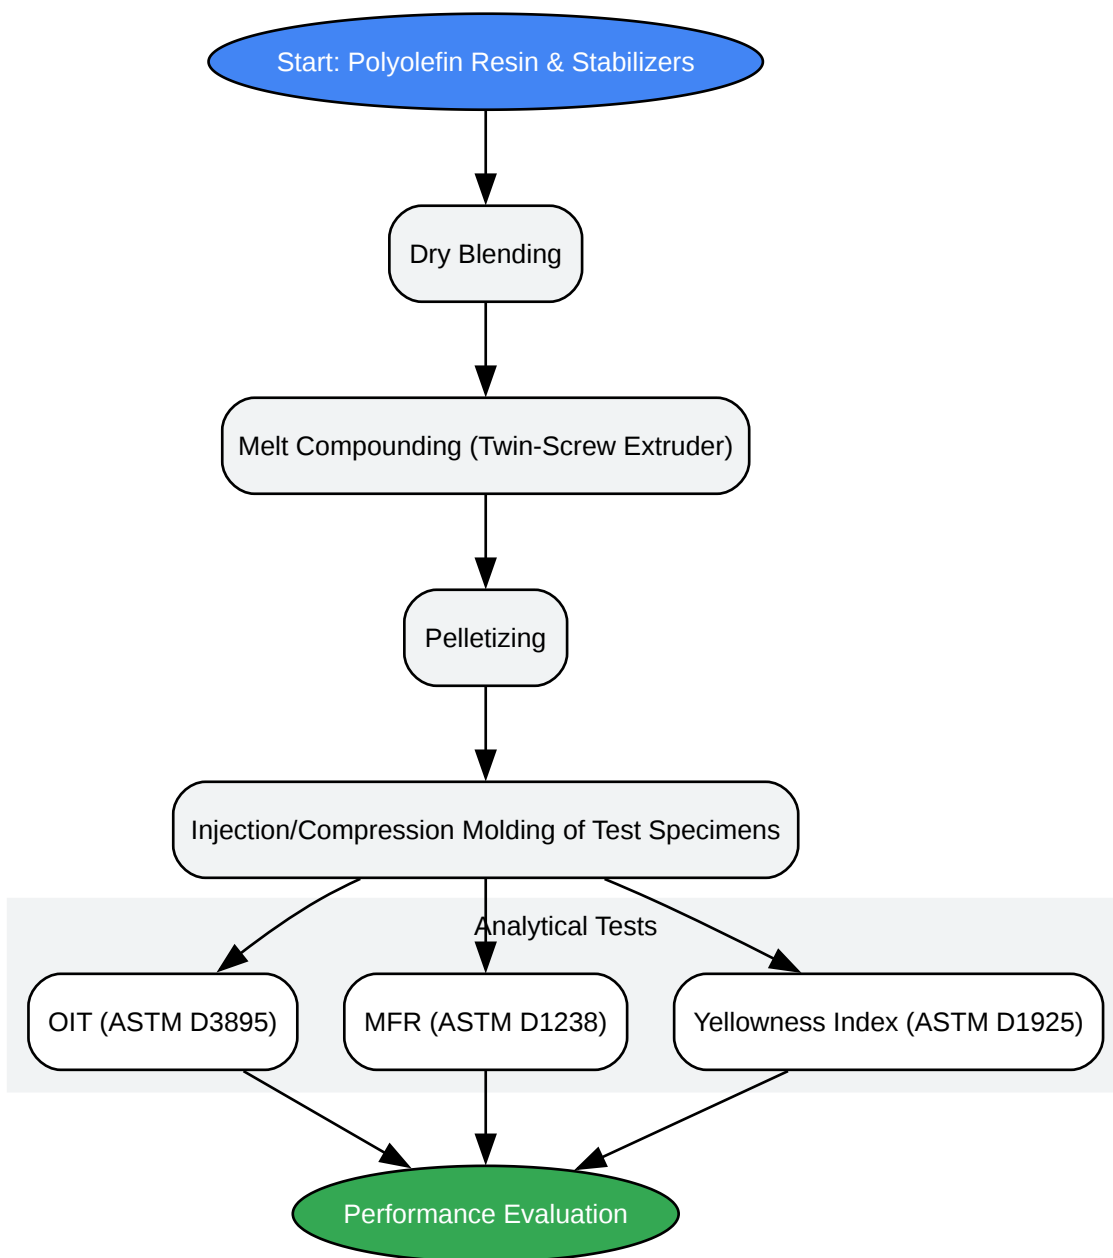 Start: Polyolefin Resin & Stabilizers
Dry Blending
Melt Compounding (Twin-Screw Extruder)
Pelletizing
Injection/Compression Molding of Test Specimens
Analytical Tests
OIT (ASTM D3895)
MFR (ASTM D1238)
Yellowness Index (ASTM D1925)
Performance Evaluation